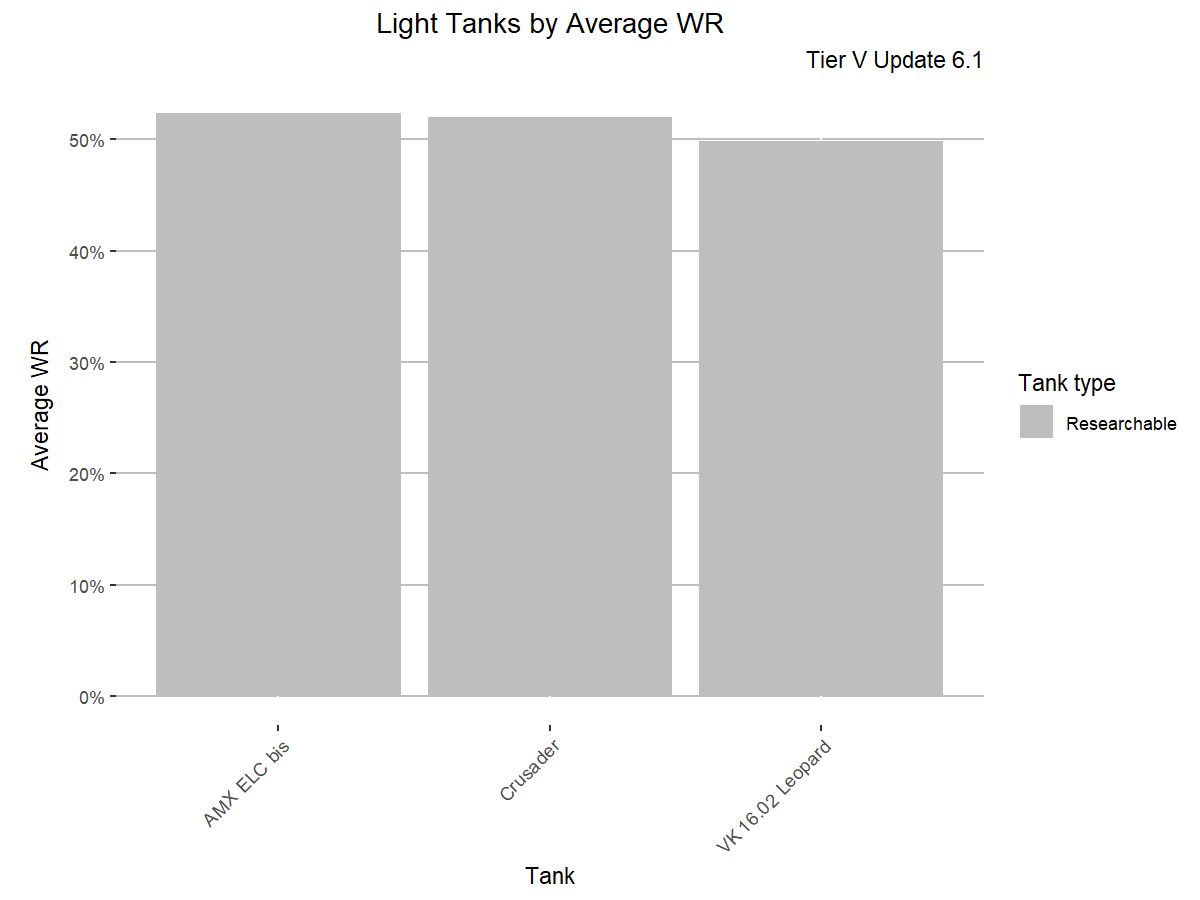 Light Tanks by Average WR
Tier V Update 6.1
50%
40%
30%
20%
10%
0%
Average WR
AMX ELC bis
Crusader
VK 16.02 Leopard
Tank
Tank type
Researchable